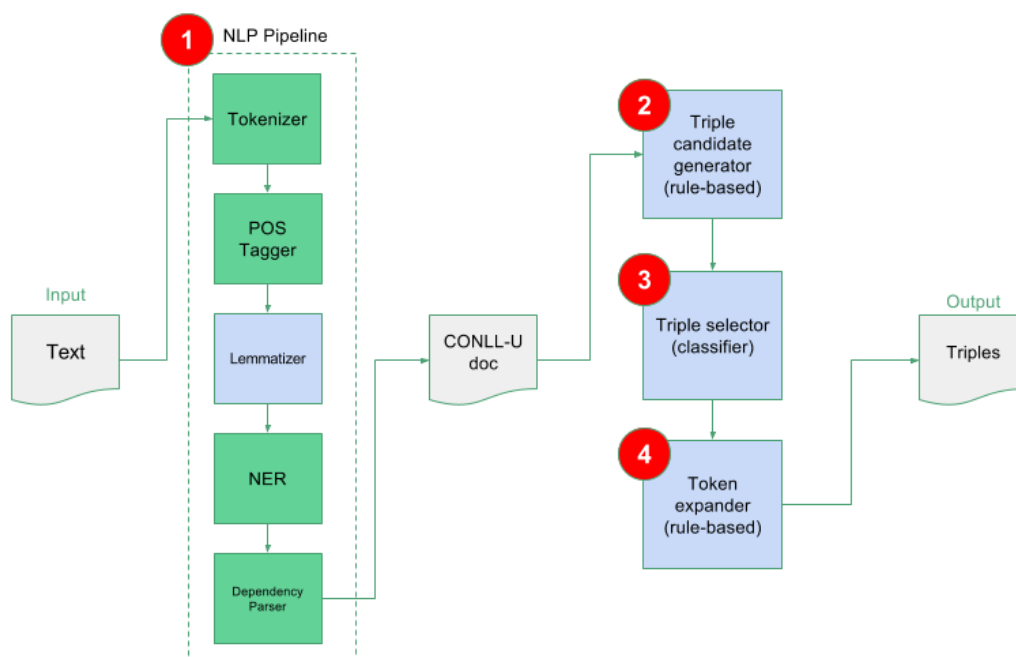 1
NLP Pipeline
Tokenizer
POS
Tagger
Lemmatizer
NER
Dependency
Parser
Input
Text
CONLL-U
doc
2
Triple
candidate
generator
(rule-based)
3
Triple selector
(classifier)
4
Token
expander
(rule-based)
Output
Triples